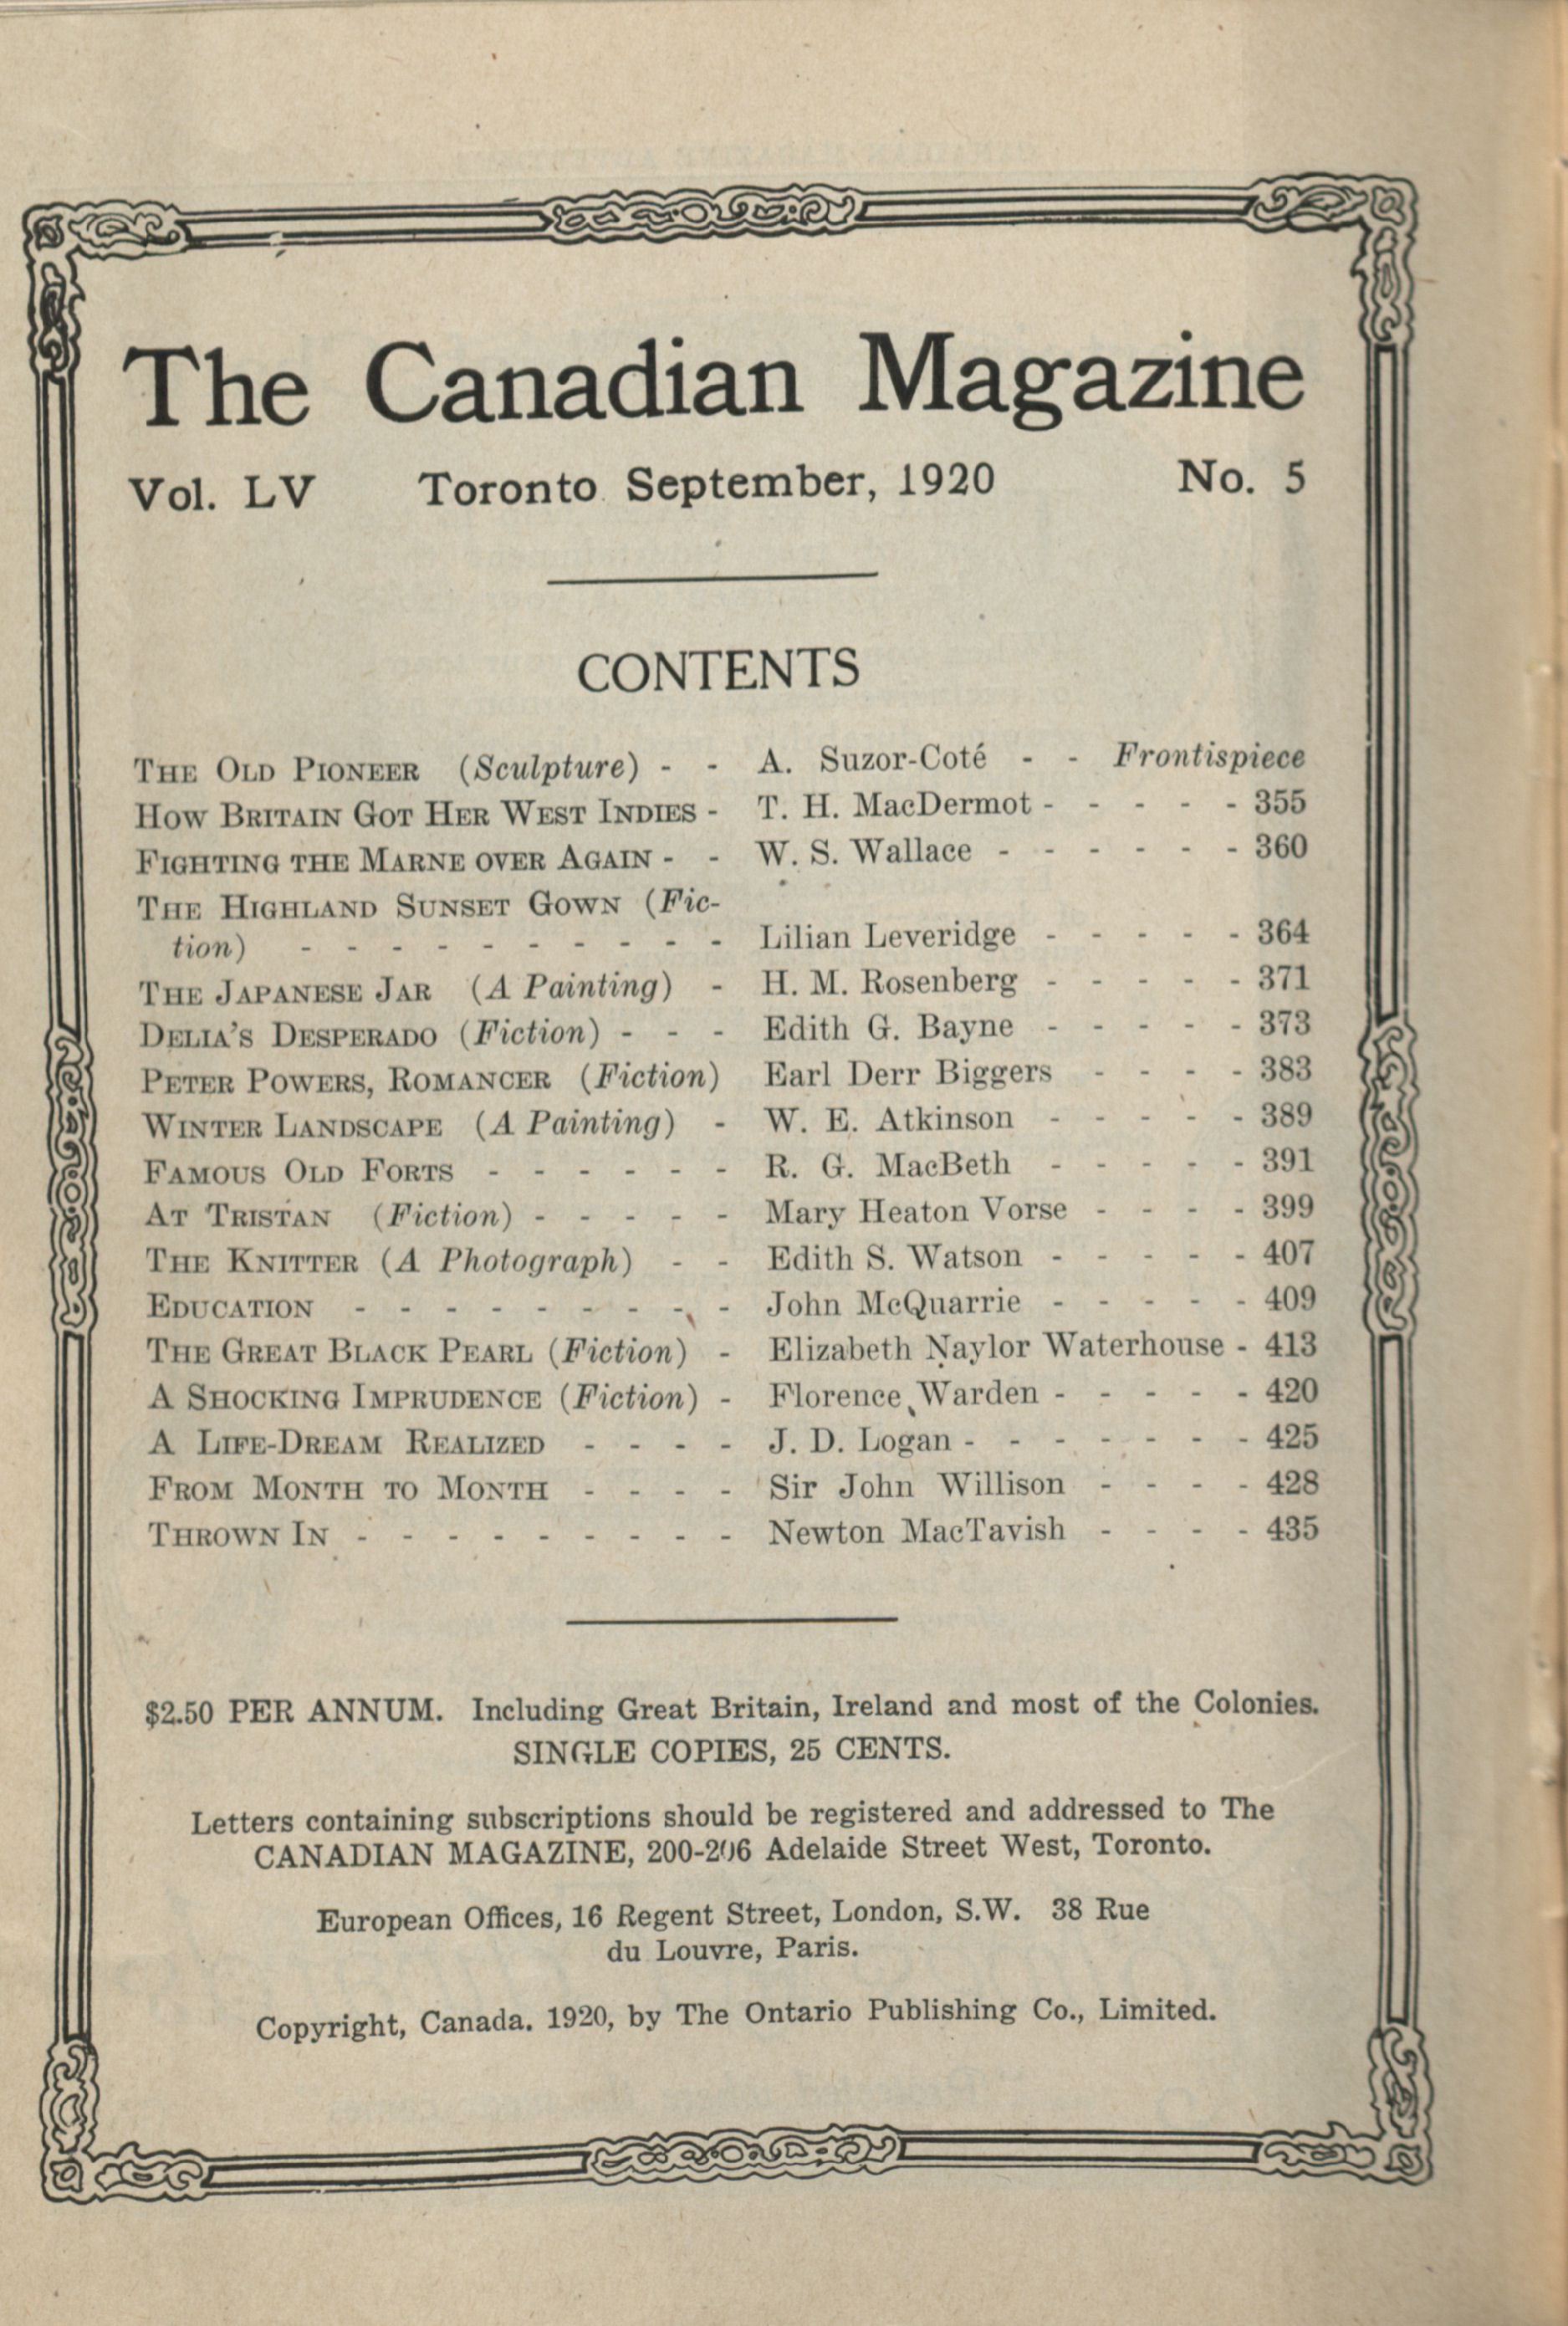 The Canadian Magazine
Vol. LV Toronto September, 1920 No. 5
CONTENTS
THE OLD PIONEER (Sculpture) - - A. Suzor-Coté - - Frontispiece
HOW BRITAIN GOT HER WEST INDIES - T. H. MacDermot - - - - - 355
FIGHTING THE MARNE OVER AGAIN - - W. S. Wallace - - - - - - 360
THE HIGHLAND SUNSET GOWN (Fic-
tion) - - - - - - - - - - Lilian Leveridge - - - - - 364
THE JAPANESE JAR (A Painting) - H. M. Rosenberg - - - - - 371
DELIA'S DESPERADO (Fiction) - - - Edith G. Bayne - - - - - 373
PETER POWERS, ROMANCER (Fiction) Earl Derr Biggers - - - - 383
WINTER LANDSCAPE (A Painting) - W. E. Atkinson - - - - - 389
FAMOUS OLD FORTS - - - - - - R. G. MacBeth - - - - - 391
AT TRISTAN (Fiction) - - - - - Mary Heaton Vorse - - - - 399
THE KNITTER (A Photograph) - - Edith S. Watson - - - - - 407
EDUCATION - - - - - - - - - John McQuarrie - - - - - 409
THE GREAT BLACK PEARL (Fiction) - Elizabeth Naylor Waterhouse - 413
A SHOCKING IMPRUDENCE (Fiction) - Florence Warden - - - - - 420
A LIFE-DREAM REALIZED - - - - J. D. Logan - - - - - - - 425
FROM MONTH TO MONTH - - - - Sir John Willison - - - - 428
THROWN IN - - - - - - - - - Newton MacTavish - - - - 435
$2.50 PER ANNUM. Including Great Britain, Ireland and most of the Colonies.
SINGLE COPIES, 25 CENTS.
Letters containing subscriptions should be registered and addressed to The
CANADIAN MAGAZINE, 200-206 Adelaide Street West, Toronto.
European Offices, 16 Regent Street, London, S.W. 38 Rue
du Louvre, Paris.
Copyright, Canada. 1920, by The Ontario Publishing Co., Limited.